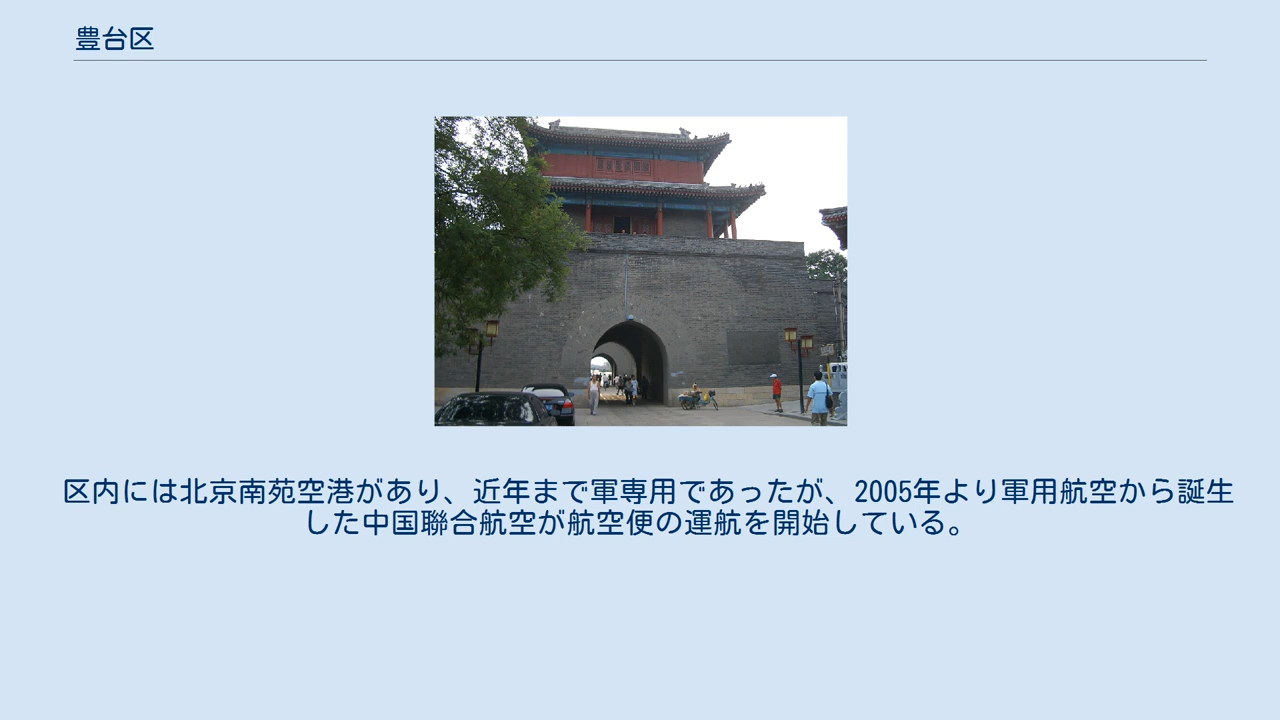 豊台区
区内には北京南苑空港があり、近年まで軍専用であったが、2005年より軍用航空から誕生
した中国聯合航空が航空便の運航を開始している。